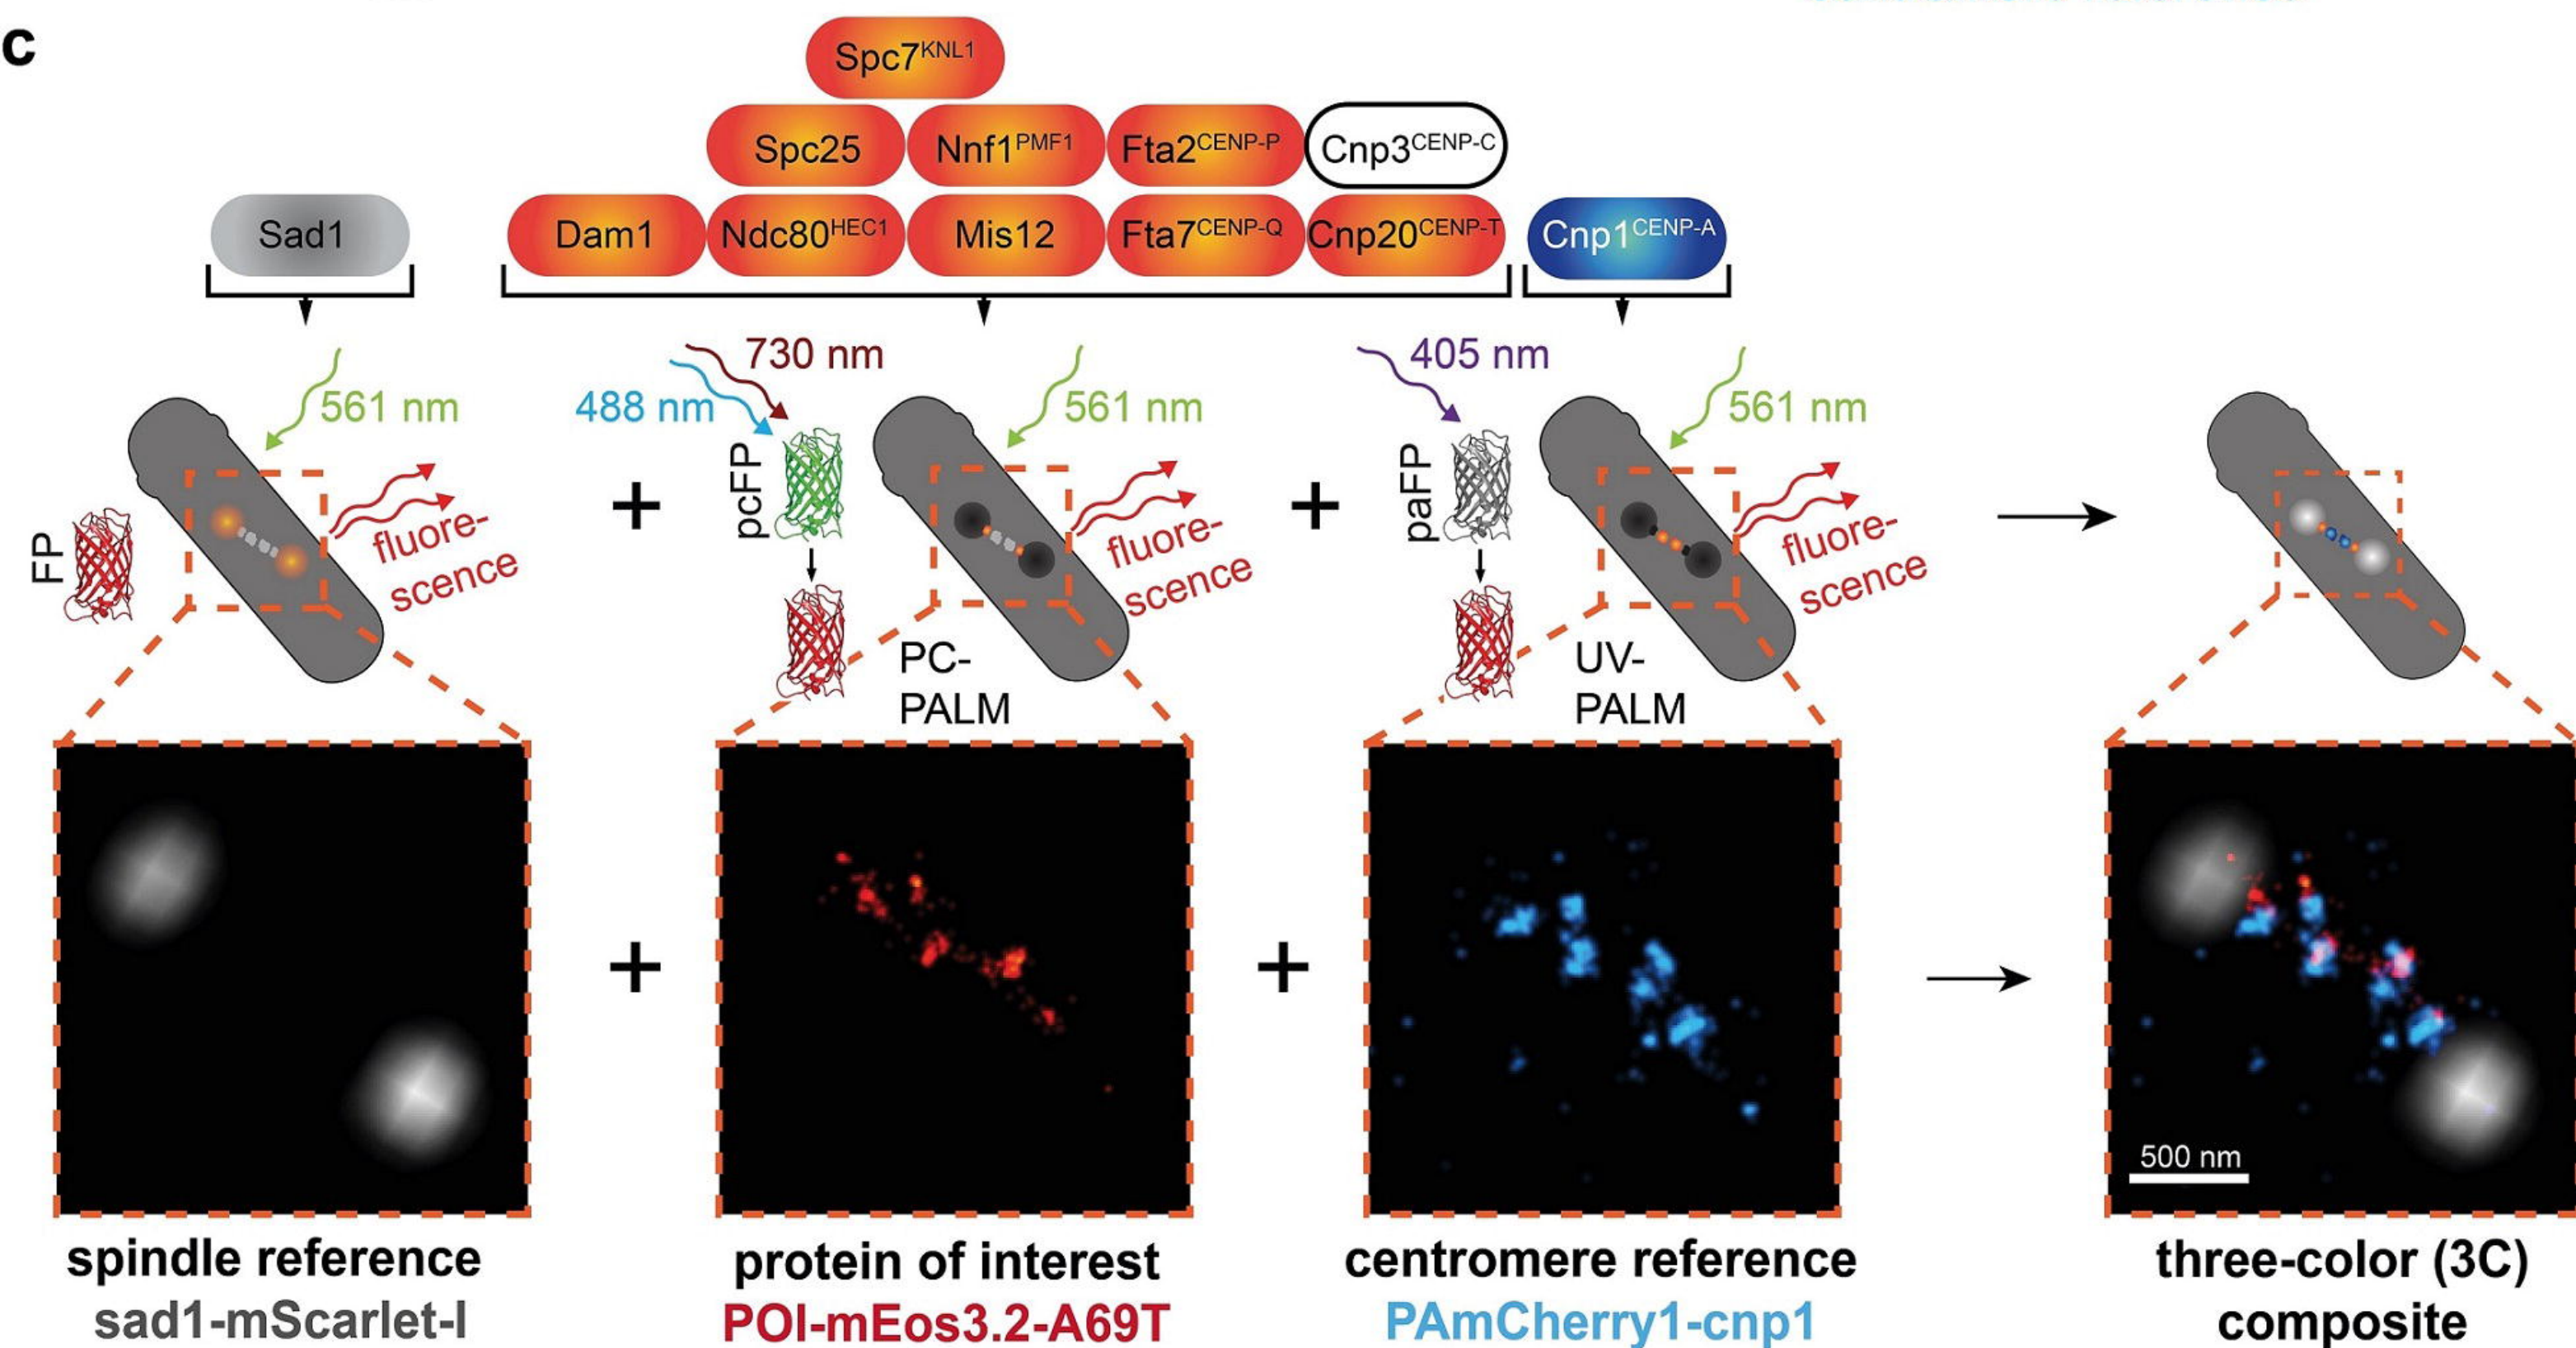 c
Spc7KNL1
Spc25 Nnf1PMF1 Fta2CENP-P Cnp3CENP-C
Sad1 Dam1 Ndc80HEC1 Mis12 Fta7CENP-Q Cnp20CENP-T Cnp1CENP-A
561 nm
FP
fluore-
scence
+
730 nm
488 nm
pcFP
561 nm
fluore-
scence
PC-
PALM
+
405 nm
paFP
561 nm
fluore-
scence
UV-
PALM
+
+
500 nm
spindle reference
sad1-mScarlet-I
protein of interest
POI-mEos3.2-A69T
centromere reference
PAmCherry1-cnp1
three-color (3C)
composite